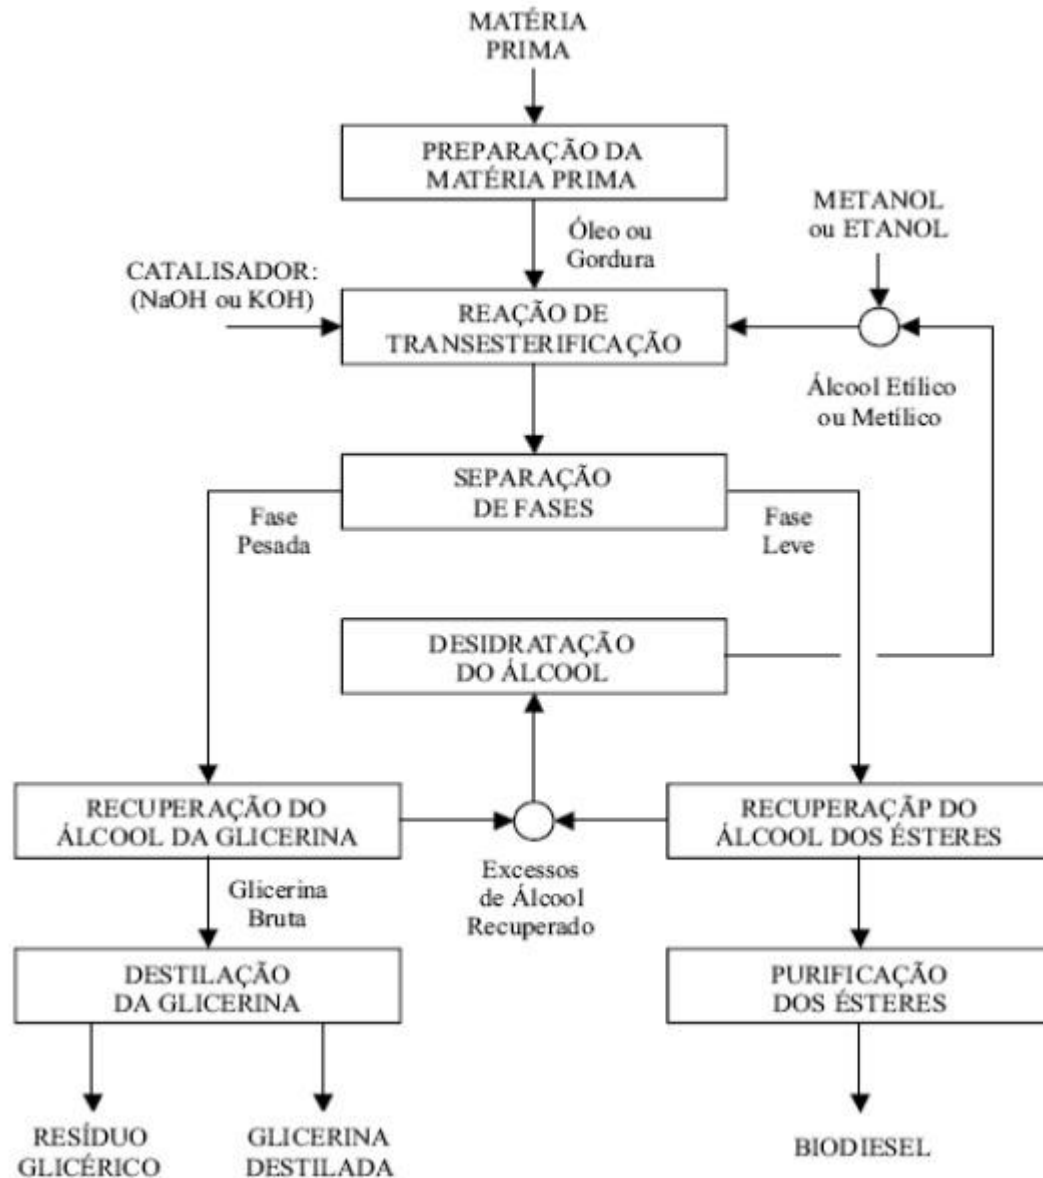 MATÉRIA
PRIMA
PREPARAÇÃO DA
MATÉRIA PRIMA
METANOL
ou ETANOL
Óleo ou
Gordura
CATALISADOR:
(NaOH ou KOH)
REAÇÃO DE
TRANSESTERIFICAÇÃO
Álcool Etílico
ou Metílico
SEPARAÇÃO
DE FASES
Fase
Pesada
Fase
Leve
DESIDRATAÇÃO
DO ÁLCOOL
RECUPERAÇÃO DO
ÁLCOOL DA GLICERINA
RECUPERAÇÃP DO
ÁLCOOL DOS ÉSTERES
Excessos
de Álcool
Recuperado
Glicerina
Bruta
DESTILAÇÃO
DA GLICERINA
PURIFICAÇÃO
DOS ÉSTERES
RESÍDUO
GLICÉRICO
GLICERINA
DESTILADA
BIODIESEL